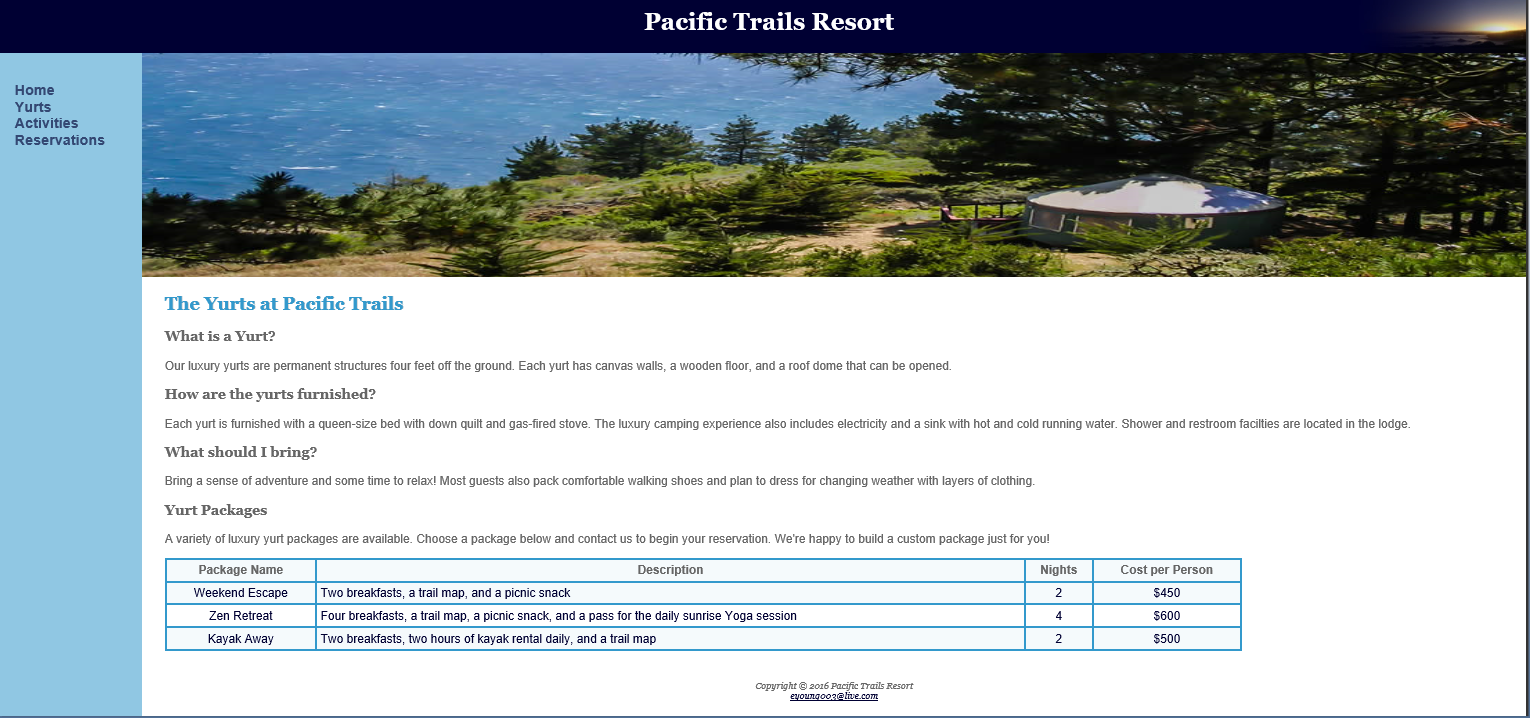 Pacific Trails Resort
Home
Yurts
Activities
Reservations
The Yurts at Pacific Trails
What is a Yurt?
Our luxury yurts are permanent structures four feet off the ground. Each yurt has canvas walls, a wooden floor, and a roof dome that can be opened.
How are the yurts furnished?
Each yurt is furnished with a queen-size bed with down quilt and gas-fired stove. The luxury camping experience also includes electricity and a sink with hot and cold running water. Shower and restroom facilties are located in the lodge.
What should I bring?
Bring a sense of adventure and some time to relax! Most guests also pack comfortable walking shoes and plan to dress for changing weather with layers of clothing.
Yurt Packages
A variety of luxury yurt packages are available. Choose a package below and contact us to begin your reservation. We're happy to build a custom package just for you!
Package Name Description Nights Cost per Person
Weekend Escape Two breakfasts, a trail map, and a picnic snack 2 $450
Zen Retreat Four breakfasts, a trail map, a picnic snack, and a pass for the daily sunrise Yoga session 4 $600
Kayak Away Two breakfasts, two hours of kayak rental daily, and a trail map 2 $500
Copyright © 2016 Pacific Trails Resort
eyoung003@live.com